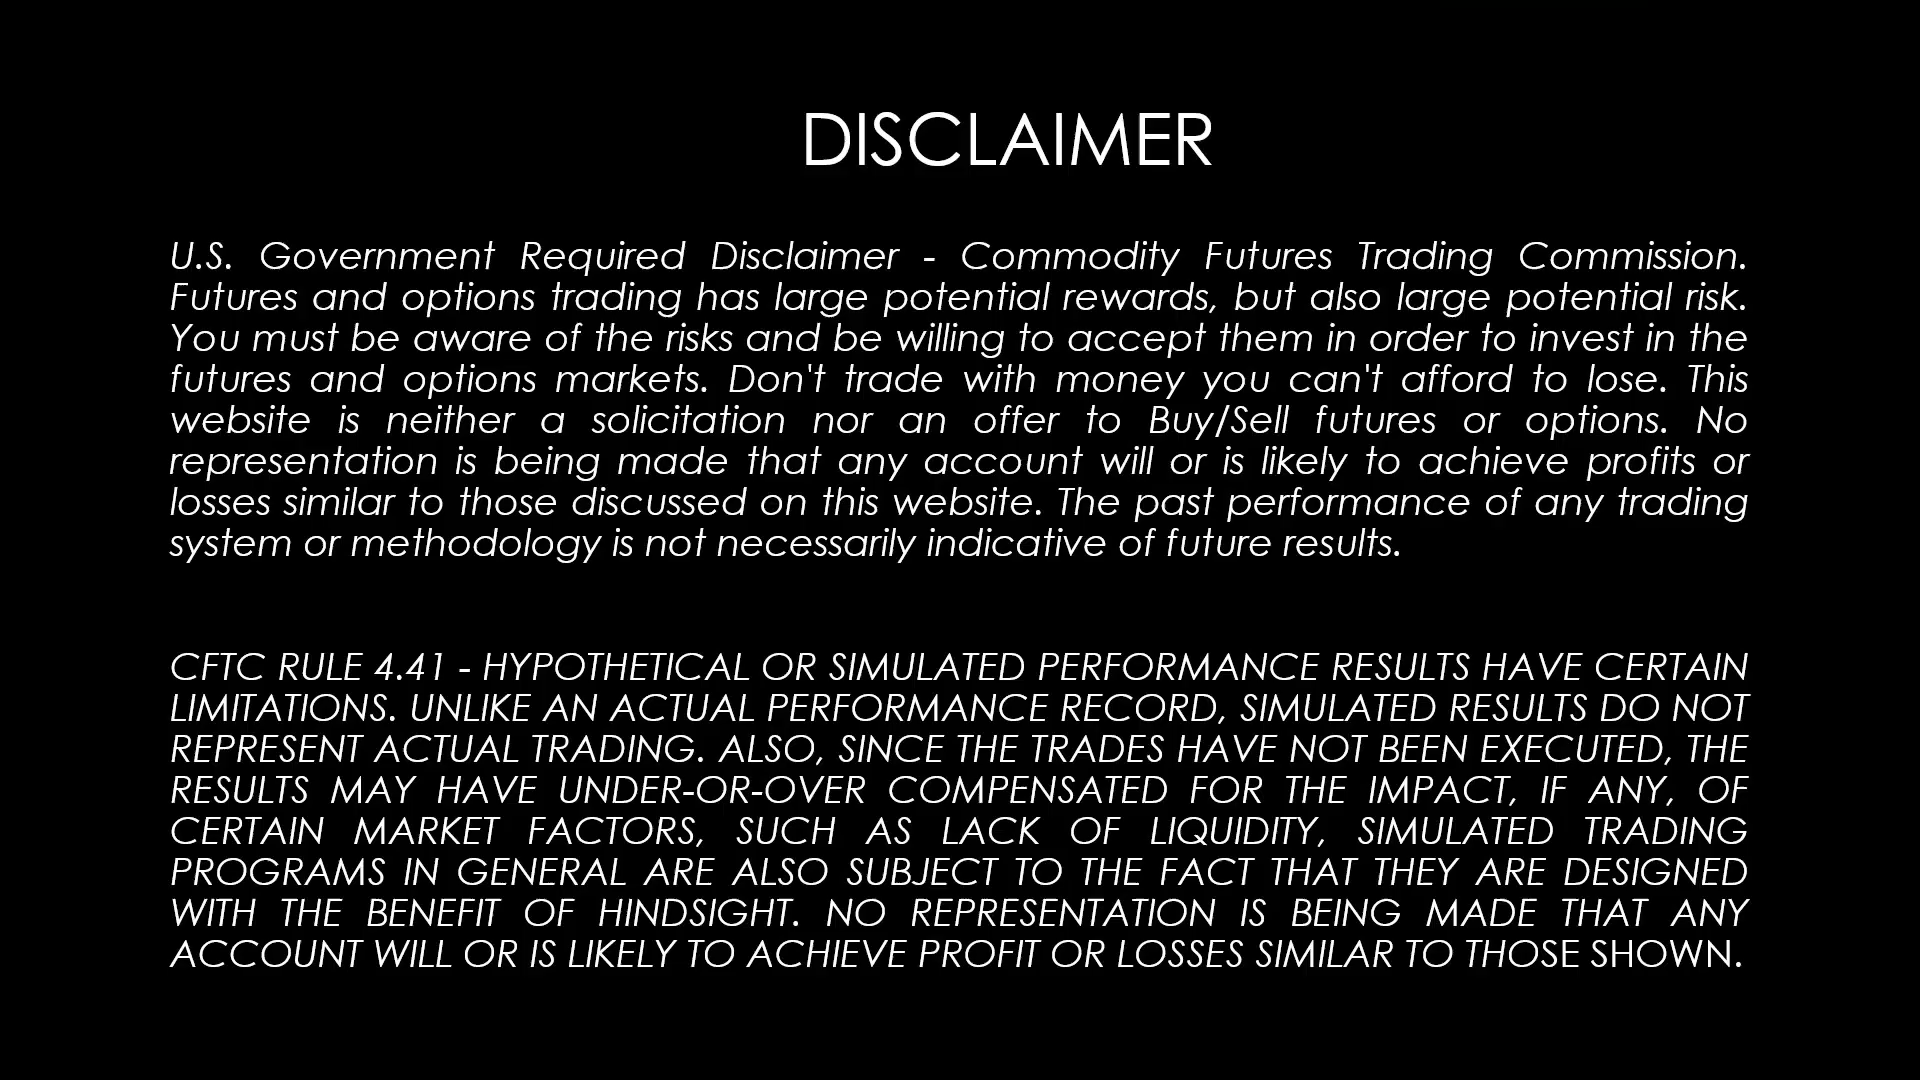 DISCLAIMER
U.S. Government Required Disclaimer - Commodity Futures Trading Commission.
Futures and options trading has large potential rewards, but also large potential risk.
You must be aware of the risks and be willing to accept them in order to invest in the
futures and options markets. Don't trade with money you can't afford to lose. This
website is neither a solicitation nor an offer to Buy/Sell futures or options. No
representation is being made that any account will or is likely to achieve profits or
losses similar to those discussed on this website. The past performance of any trading
system or methodology is not necessarily indicative of future results.
CFTC RULE 4.41 - HYPOTHETICAL OR SIMULATED PERFORMANCE RESULTS HAVE CERTAIN
LIMITATIONS. UNLIKE AN ACTUAL PERFORMANCE RECORD, SIMULATED RESULTS DO NOT
REPRESENT ACTUAL TRADING. ALSO, SINCE THE TRADES HAVE NOT BEEN EXECUTED, THE
RESULTS MAY HAVE UNDER-OR-OVER COMPENSATED FOR THE IMPACT, IF ANY, OF
CERTAIN MARKET FACTORS, SUCH AS LACK OF LIQUIDITY, SIMULATED TRADING
PROGRAMS IN GENERAL ARE ALSO SUBJECT TO THE FACT THAT THEY ARE DESIGNED
WITH THE BENEFIT OF HINDSIGHT. NO REPRESENTATION IS BEING MADE THAT ANY
ACCOUNT WILL OR IS LIKELY TO ACHIEVE PROFIT OR LOSSES SIMILAR TO THOSE SHOWN.